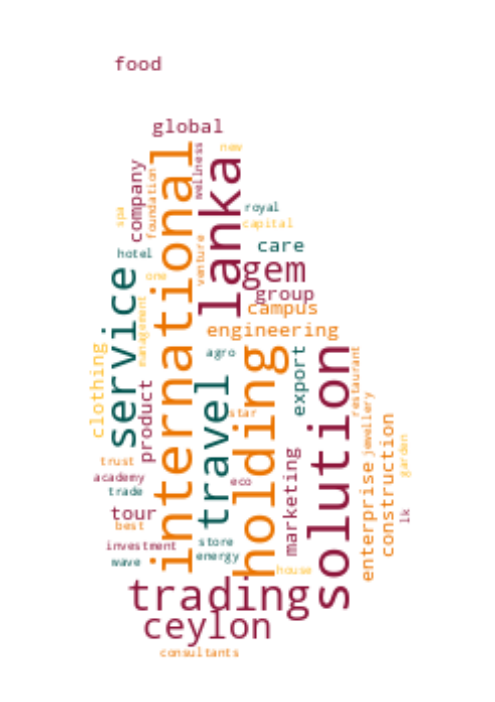 food
global
new
international
lanka
wellness
company
foundation
spa
royal
capital
care
hotel
venture
gem
one
group
service
campus
management
engineering
clothing
agro
holding
solution
export
restaurant
travel
product
star
jewellery
construction
garden
trust
academy
eco
marketing
enterprise
trade
tour
lk
best
store
investment
energy
wave
house
trading
ceylon
consultants